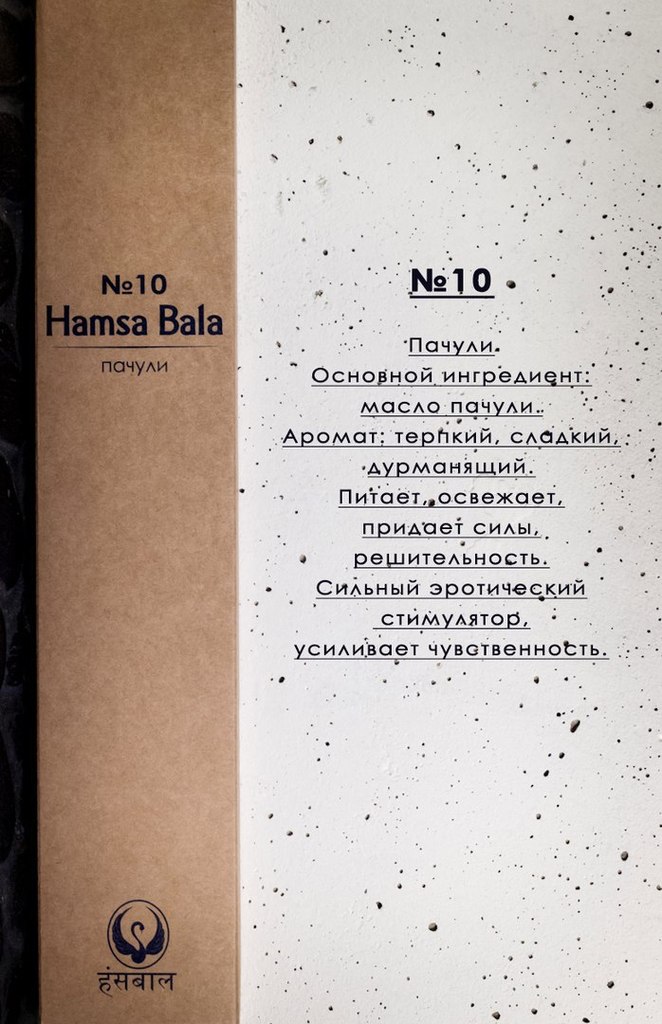 №10
Hamsa Bala
пачули
हंसबाल
№10
Пачули.
Основной ингредиент:
масло пачули.
Аромат: терпкий, сладкий,
дурманящий.
Питает, освежает,
придает силы,
решительность.
Сильный эротический
стимулятор,
усиливает чувственность.